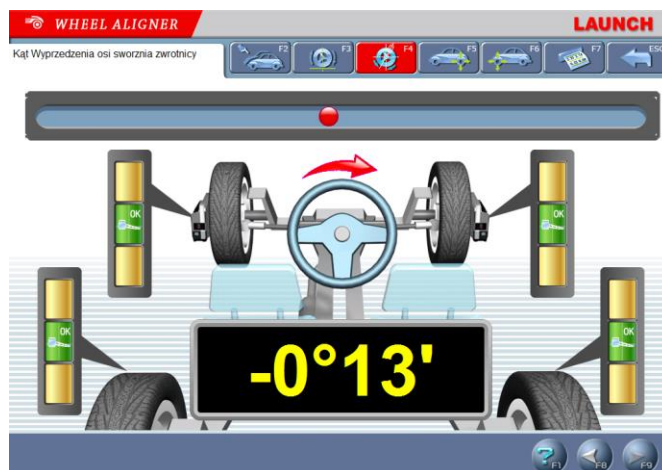 WHEEL ALIGNER
LAUNCH
Kąt Wyprzedzenia osi sworznia zwrotnicy
F2
F3
F4
F5
F6
F7
ESC
OK
OK
OK
OK
-0°13'
?
F1
F8
F9